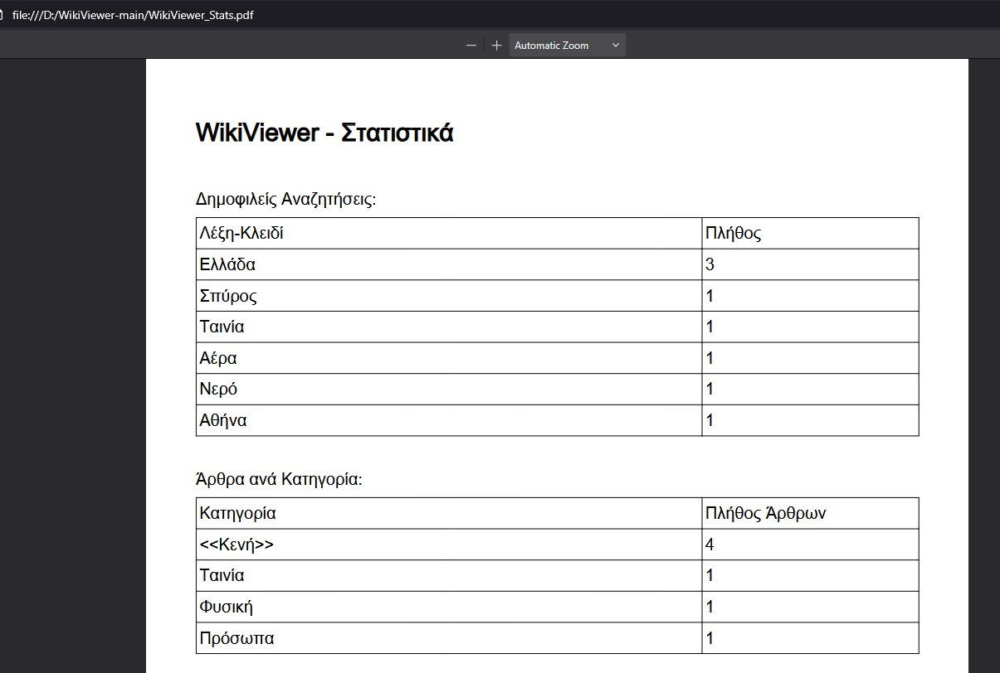 file:///D:/WikiViewer-main/WikiViewer_Stats.pdf
Automatic Zoom
WikiViewer - Στατιστικά
Δημοφιλείς Αναζητήσεις:
Λέξη-Κλειδί Πλήθος
Ελλάδα 3
Σπύρος 1
Ταινία 1
Αέρα 1
Νερό 1
Αθήνα 1
Άρθρα ανά Κατηγορία:
Κατηγορία Πλήθος Άρθρων
<<Κενή>> 4
Ταινία 1
Φυσική 1
Πρόσωπα 1